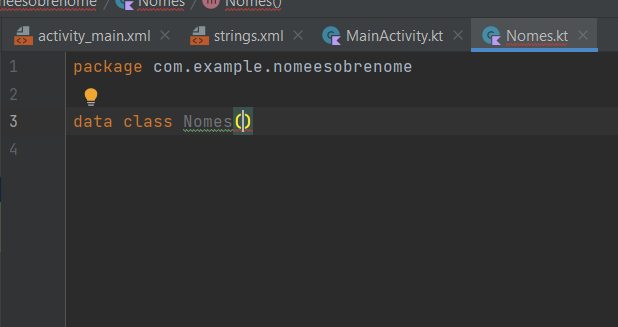 Nomes Nomes()
activity_main.xml strings.xml MainActivity.kt Nomes.kt
1 package com.example.nomeesobrenome
2
3 data class Nomes()
4